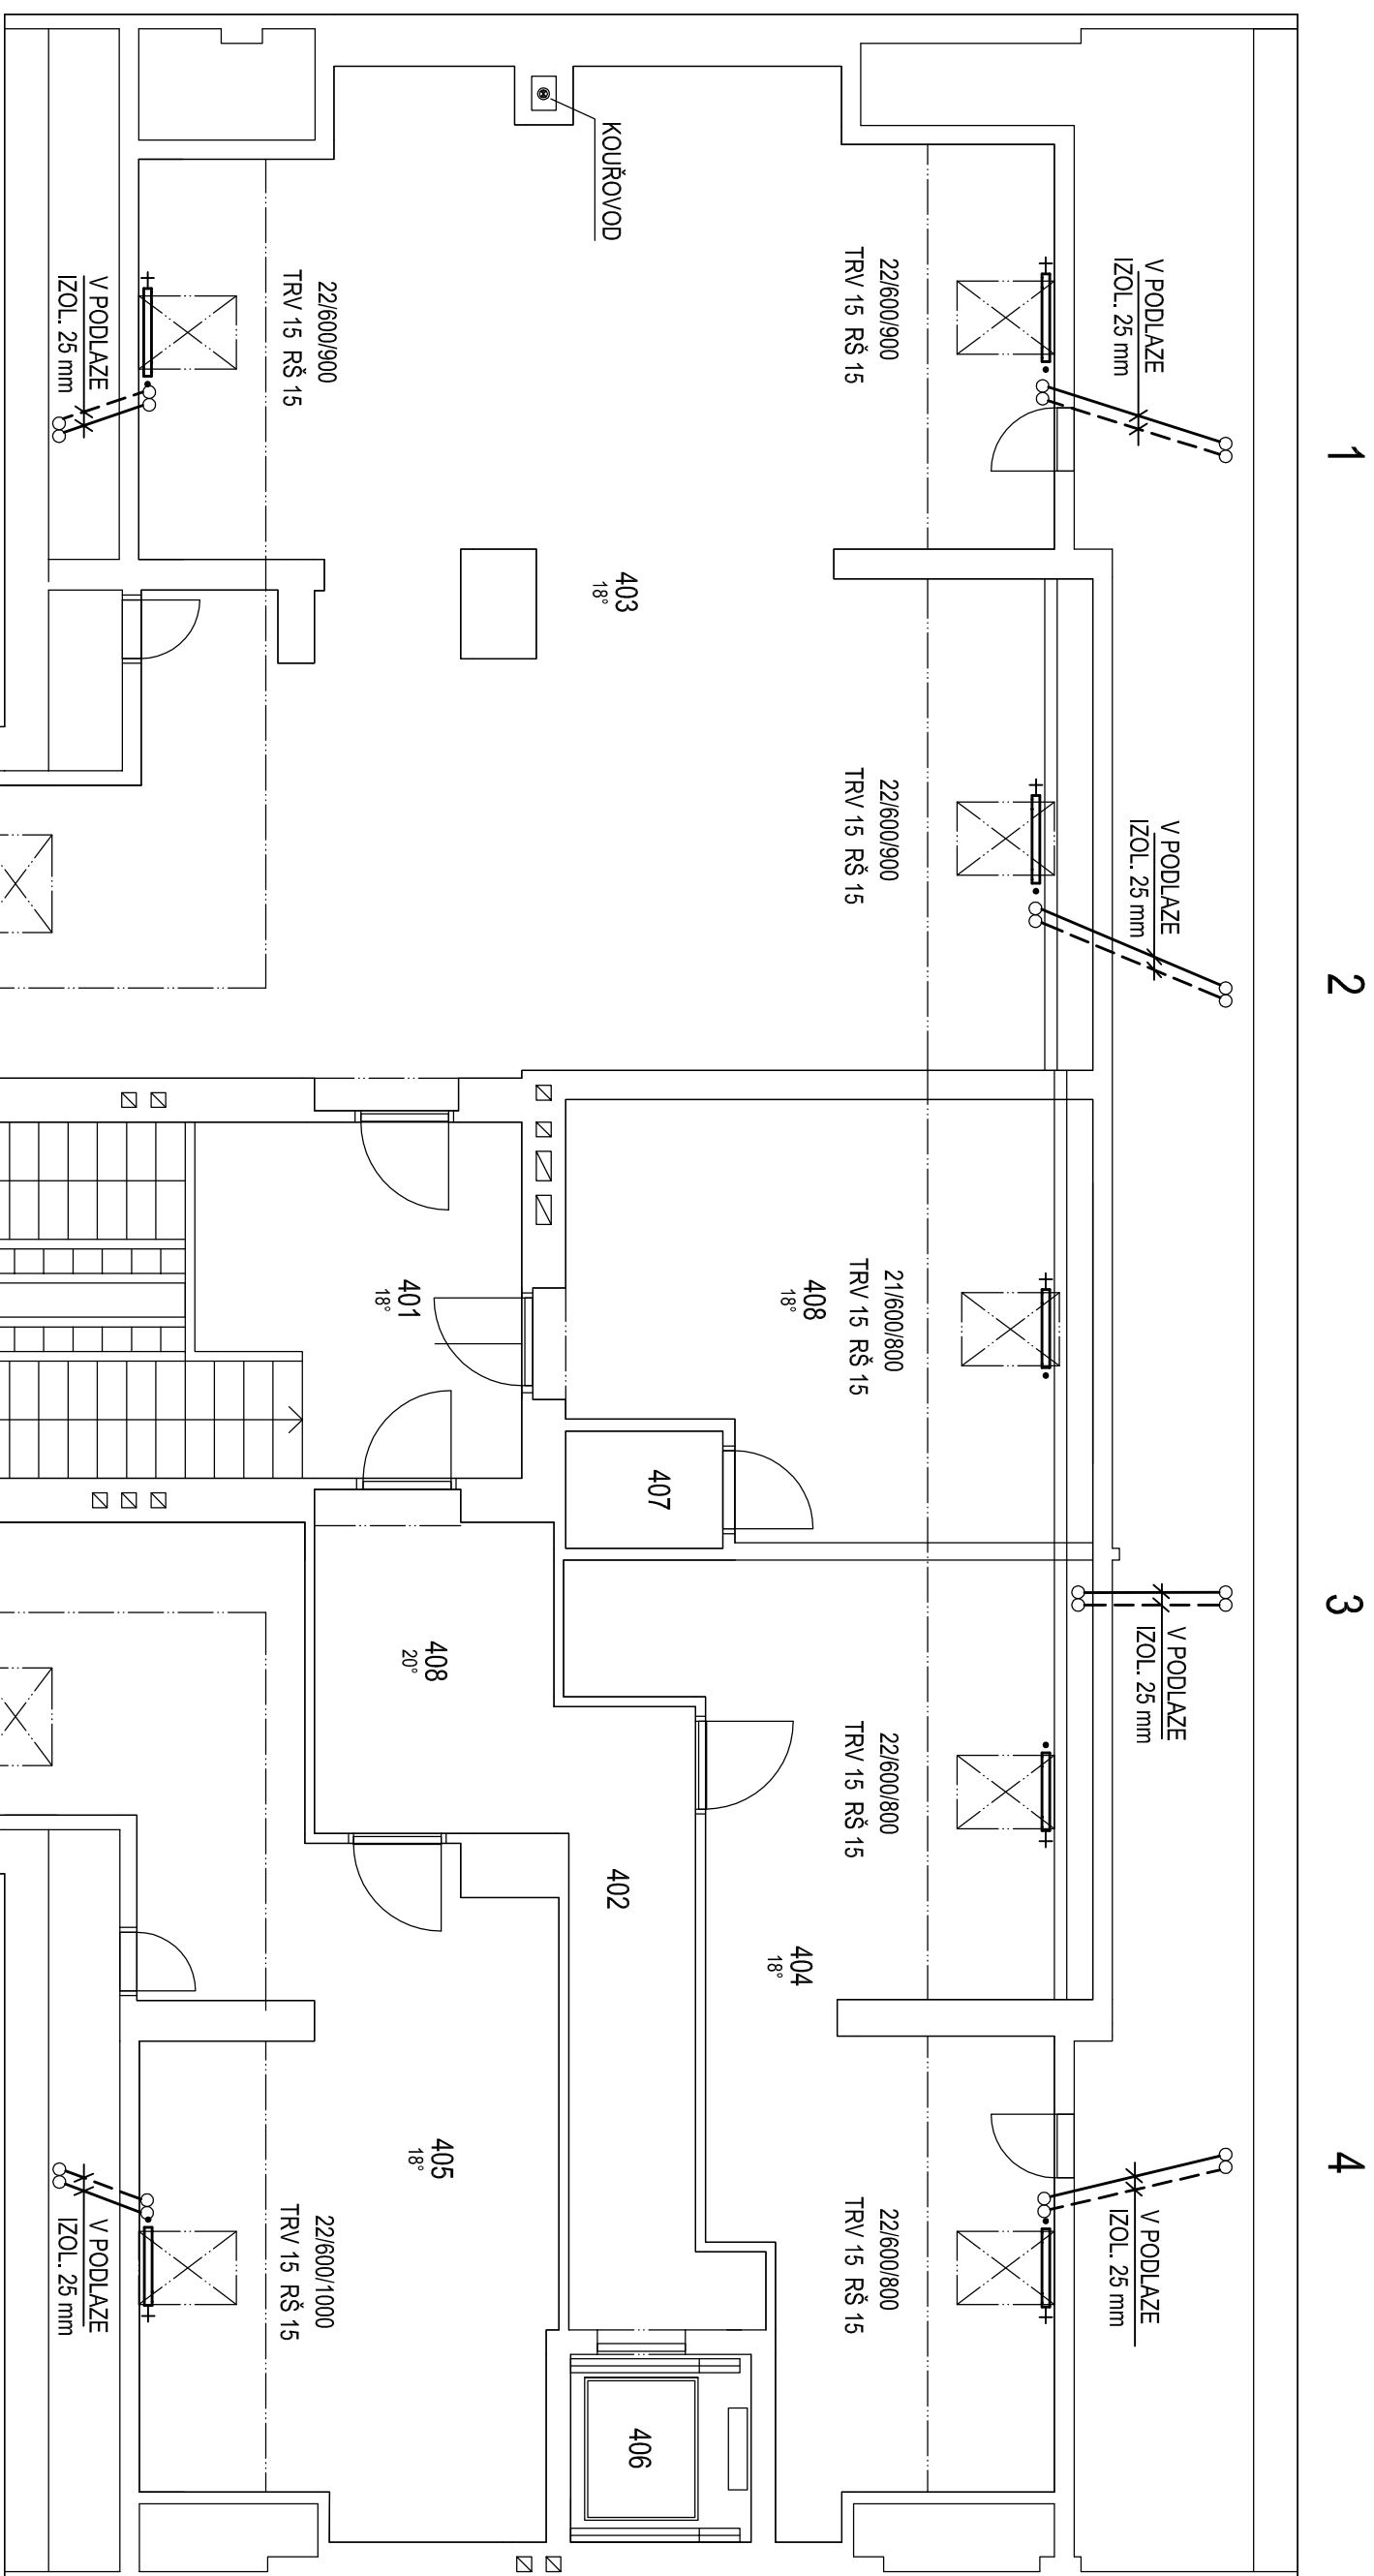 1
2
3
4
V PODLAZE
IZOL. 25 mm
V PODLAZE
IZOL. 25 mm
V PODLAZE
IZOL. 25 mm
V PODLAZE
IZOL. 25 mm
22/600/900
TRV 15 RŠ 15
22/600/900
TRV 15 RŠ 15
21/600/800
TRV 15 RŠ 15
22/600/800
TRV 15 RŠ 15
22/600/800
TRV 15 RŠ 15
408
18°
404
18°
KOUŘOVOD
403
18°
407
402
406
401
18°
408
20°
405
18°
22/600/900
TRV 15 RŠ 15
22/600/1000
TRV 15 RŠ 15
V PODLAZE
IZOL. 25 mm
V PODLAZE
IZOL. 25 mm